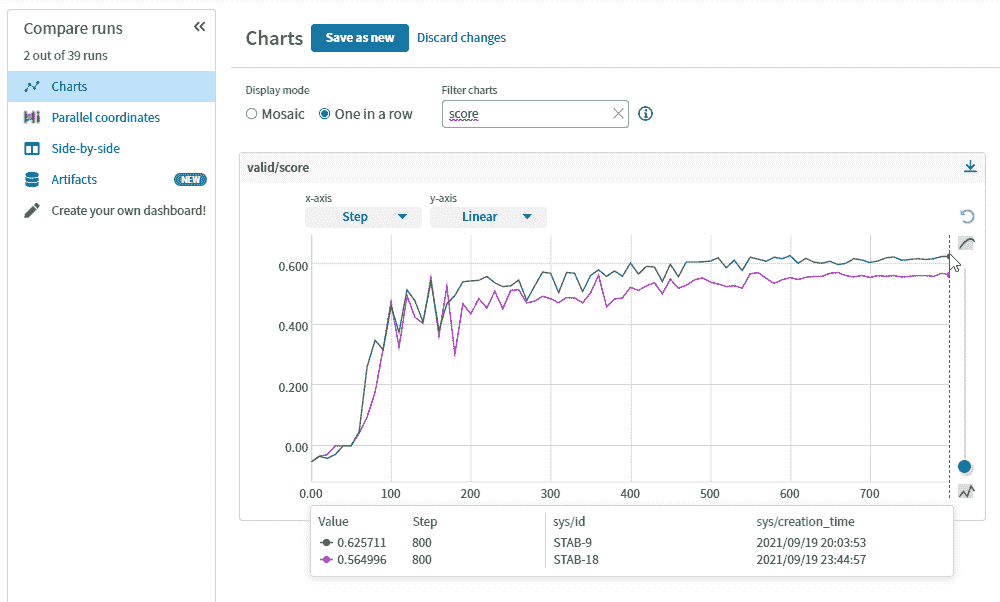 Compare runs
2 out of 39 runs
Charts
Parallel coordinates
Side-by-side
Artifacts NEW
Create your own dashboard!
Charts Save as new Discard changes
Display mode Filter charts
Mosaic One in a row score
valid/score
x-axis y-axis
Step Linear
0.600
0.400
0.200
0.00
0.00 100 200 300 400 500 600 700
Value Step sys/id sys/creation_time
0.625711 800 STAB-9 2021/09/19 20:03:53
0.564996 800 STAB-18 2021/09/19 23:44:57